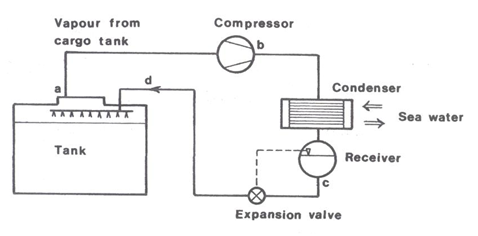 Vapour from
cargo tank
Compressor
b
a
d
Condenser
Sea water
Tank
Receiver
c
Expansion valve